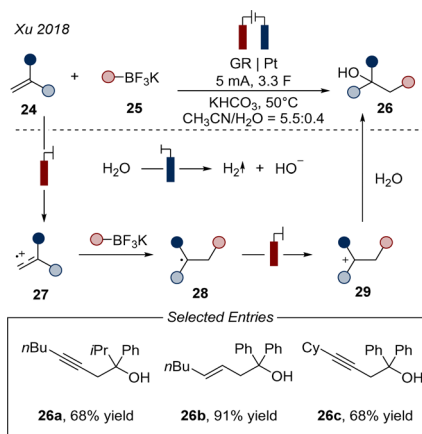 Xu 2018
GR | Pt
5 mA, 3.3 F
KHCO₃, 50°C
CH₃CN/H₂O = 5.5:0.4
+
BF₃K
HO
24
25
26
H₂O
H₂ + HO⁻
H₂O
BF₃K
27
28
29
Selected Entries
nBu iPr Ph OH
nBu Ph Ph OH
Cy Ph Ph OH
26a, 68% yield
26b, 91% yield
26c, 68% yield